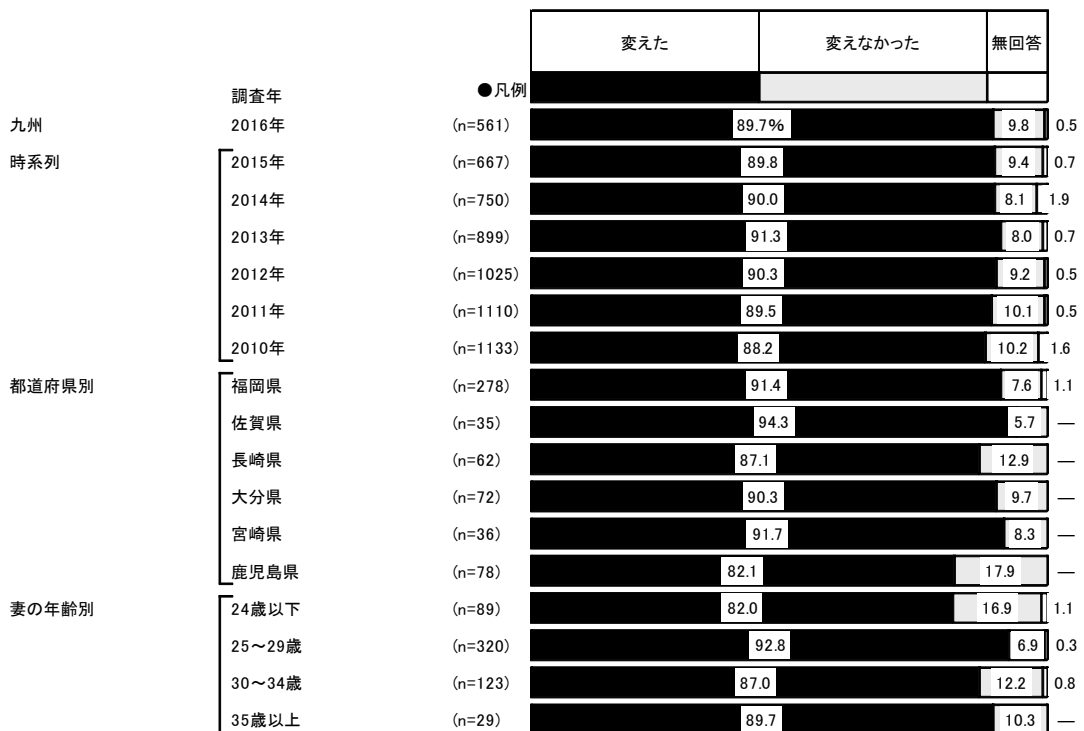 変えた 変えなかった 無回答
調査年 ●凡例
九州 2016年 (n=561) 89.7% 9.8 0.5
時系列 2015年 (n=667) 89.8 9.4 0.7
2014年 (n=750) 90.0 8.1 1.9
2013年 (n=899) 91.3 8.0 0.7
2012年 (n=1025) 90.3 9.2 0.5
2011年 (n=1110) 89.5 10.1 0.5
2010年 (n=1133) 88.2 10.2 1.6
都道府県別 福岡県 (n=278) 91.4 7.6 1.1
佐賀県 (n=35) 94.3 5.7 ―
長崎県 (n=62) 87.1 12.9 ―
大分県 (n=72) 90.3 9.7 ―
宮崎県 (n=36) 91.7 8.3 ―
鹿児島県 (n=78) 82.1 17.9 ―
妻の年齢別 24歳以下 (n=89) 82.0 16.9 1.1
25～29歳 (n=320) 92.8 6.9 0.3
30～34歳 (n=123) 87.0 12.2 0.8
35歳以上 (n=29) 89.7 10.3 ―